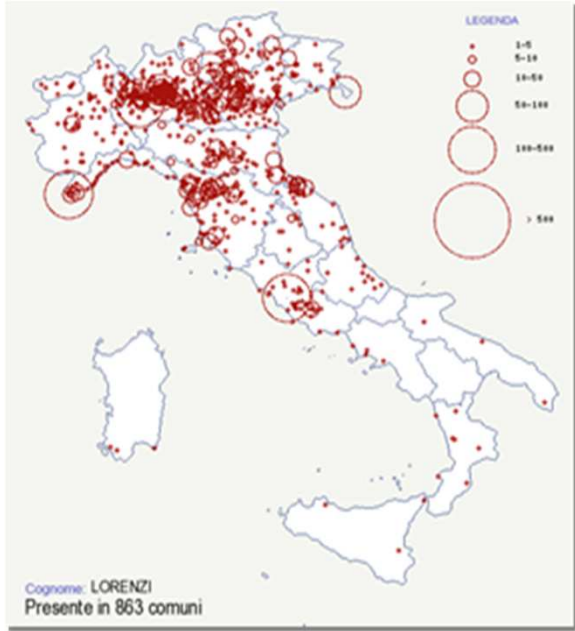 LEGENDA
1-5
5-10
10-50
50-100
100-500
> 500
Cognome: LORENZI
Presente in 863 comuni